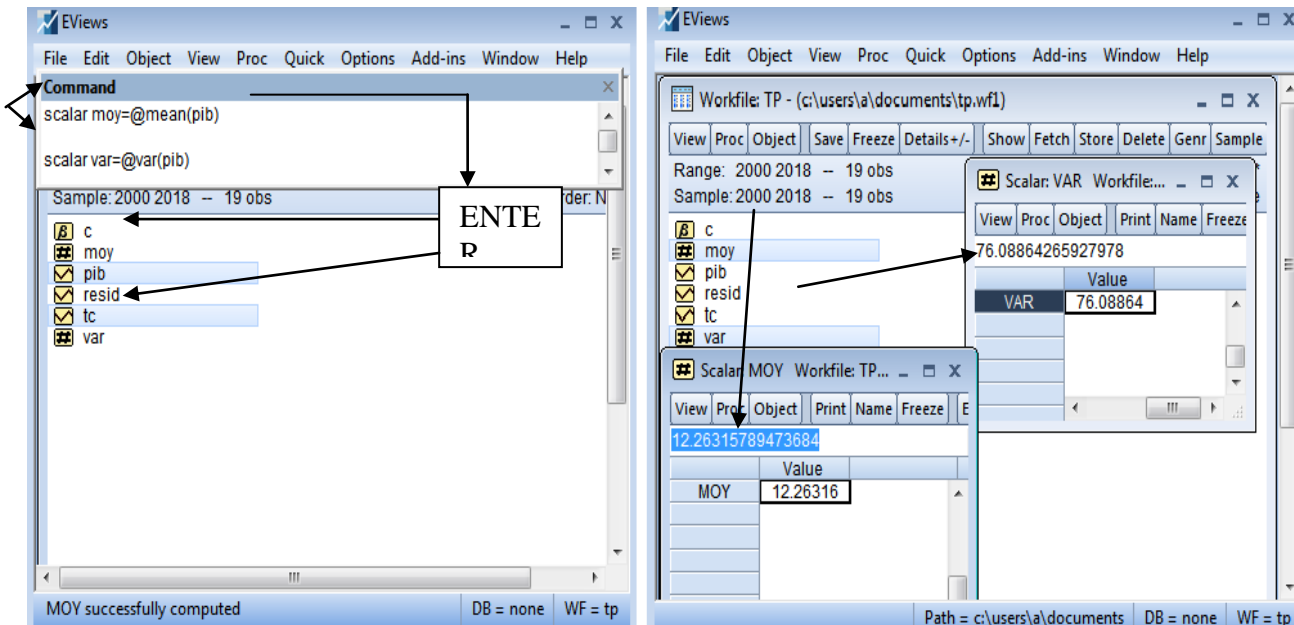 EViews
File Edit Object View Proc Quick Options Add-ins Window Help
Command
scalar moy=@mean(pib)
scalar var=@var(pib)
Sample: 2000 2018 -- 19 obs
der: N
ENTE
R
c
moy
pib
resid
tc
var
MOY successfully computed
DB = none WF = tp
EViews
File Edit Object View Proc Quick Options Add-ins Window Help
Workfile: TP - (c:\users\a\documents\tp.wf1)
View Proc Object Save Freeze Details+/- Show Fetch Store Delete Genr Sample
Range: 2000 2018 -- 19 obs
Sample: 2000 2018 -- 19 obs
c
moy
pib
resid
tc
var
Scalar: VAR Workfile:...
View Proc Object Print Name Freeze
76.08864265927978
Value
VAR 76.08864
Scalar: MOY Workfile: TP...
View Proc Object Print Name Freeze E
12.26315789473684
Value
MOY 12.26316
Path = c:\users\a\documents DB = none WF = tp